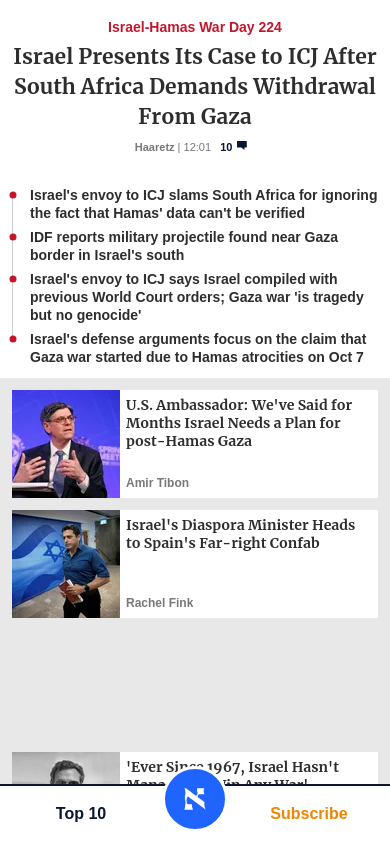 Israel-Hamas War Day 224
Israel Presents Its Case to ICJ After
South Africa Demands Withdrawal
From Gaza
Haaretz | 12:01 10
Israel's envoy to ICJ slams South Africa for ignoring
the fact that Hamas' data can't be verified
IDF reports military projectile found near Gaza
border in Israel's south
Israel's envoy to ICJ says Israel compiled with
previous World Court orders; Gaza war 'is tragedy
but no genocide'
Israel's defense arguments focus on the claim that
Gaza war started due to Hamas atrocities on Oct 7
U.S. Ambassador: We've Said for
Months Israel Needs a Plan for
post-Hamas Gaza
Amir Tibon
Israel's Diaspora Minister Heads
to Spain's Far-right Confab
Rachel Fink
'Ever Since 1967, Israel Hasn't
Any War'
Top 10
Subscribe